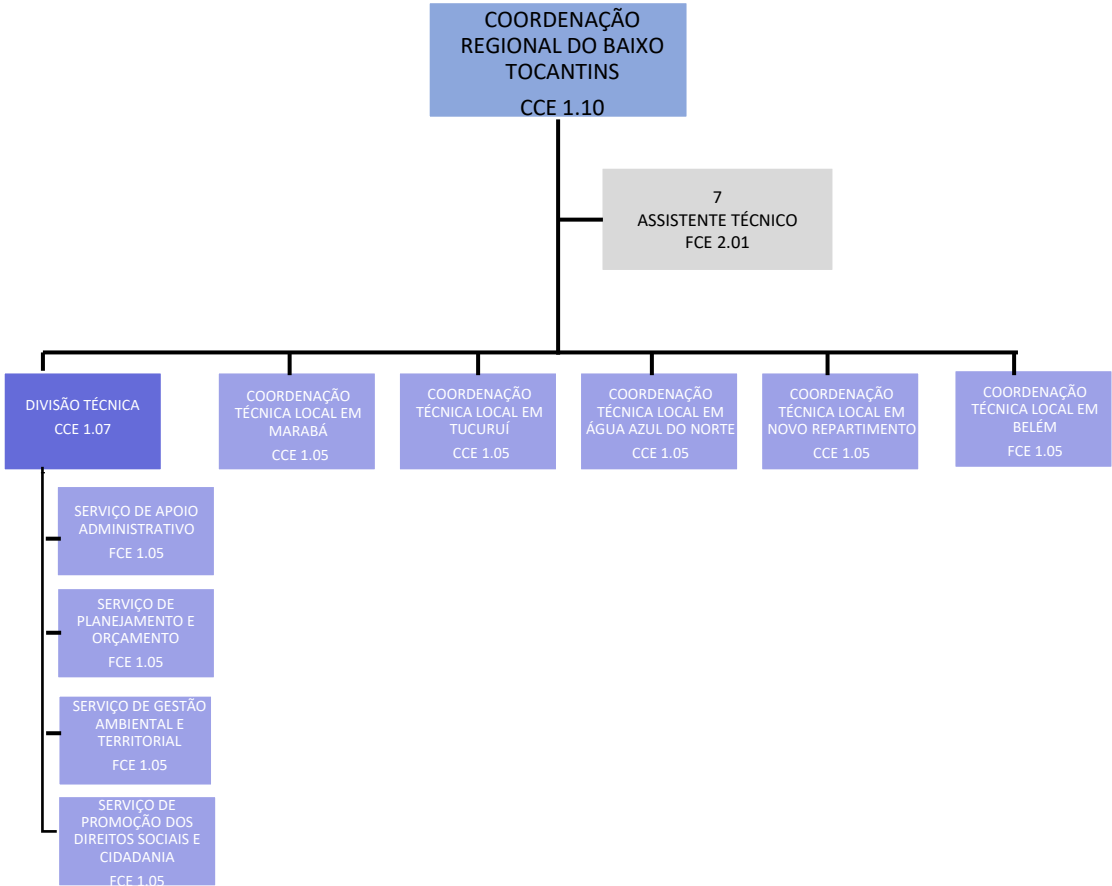 COORDENAÇÃO
REGIONAL DO BAIXO
TOCANTINS
CCE 1.10
7
ASSISTENTE TÉCNICO
FCE 2.01
DIVISÃO TÉCNICA
CCE 1.07
COORDENAÇÃO
TÉCNICA LOCAL EM
MARABÁ
CCE 1.05
COORDENAÇÃO
TÉCNICA LOCAL EM
TUCURUÍ
CCE 1.05
COORDENAÇÃO
TÉCNICA LOCAL EM
ÁGUA AZUL DO NORTE
CCE 1.05
COORDENAÇÃO
TÉCNICA LOCAL EM
NOVO REPARTIMENTO
CCE 1.05
COORDENAÇÃO
TÉCNICA LOCAL EM
BELÉM
FCE 1.05
SERVIÇO DE APOIO
ADMINISTRATIVO
FCE 1.05
SERVIÇO DE
PLANEJAMENTO E
ORÇAMENTO
FCE 1.05
SERVIÇO DE GESTÃO
AMBIENTAL E
TERRITORIAL
FCE 1.05
SERVIÇO DE
PROMOÇÃO DOS
DIREITOS SOCIAIS E
CIDADANIA
FCE 1.05